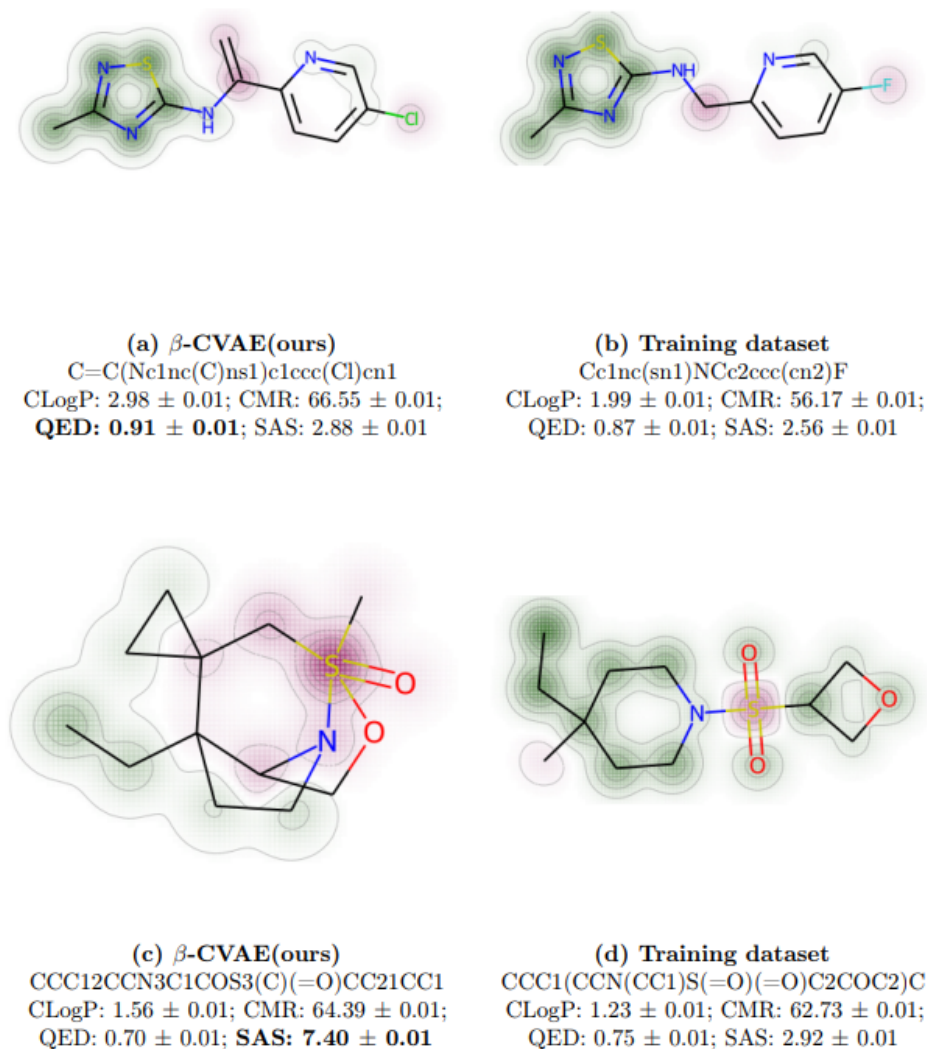 N
S
N
N
H
N
Cl
N
S
N
NH
N
F
(a) β-CVAE(ours)
C=C(Nc1nc(C)ns1)c1ccc(Cl)cn1
CLogP: 2.98 ± 0.01; CMR: 66.55 ± 0.01;
QED: 0.91 ± 0.01; SAS: 2.88 ± 0.01
(b) Training dataset
Cc1nc(sn1)NCc2ccc(cn2)F
CLogP: 1.99 ± 0.01; CMR: 56.17 ± 0.01;
QED: 0.87 ± 0.01; SAS: 2.56 ± 0.01
S
O
O
N
O
N
S
O
O
(c) β-CVAE(ours)
CCC12CCN3C1COS3(C)(=O)CC21CC1
CLogP: 1.56 ± 0.01; CMR: 64.39 ± 0.01;
QED: 0.70 ± 0.01; SAS: 7.40 ± 0.01
(d) Training dataset
CCC1(CCN(CC1)S(=O)(=O)C2COC2)C
CLogP: 1.23 ± 0.01; CMR: 62.73 ± 0.01;
QED: 0.75 ± 0.01; SAS: 2.92 ± 0.01